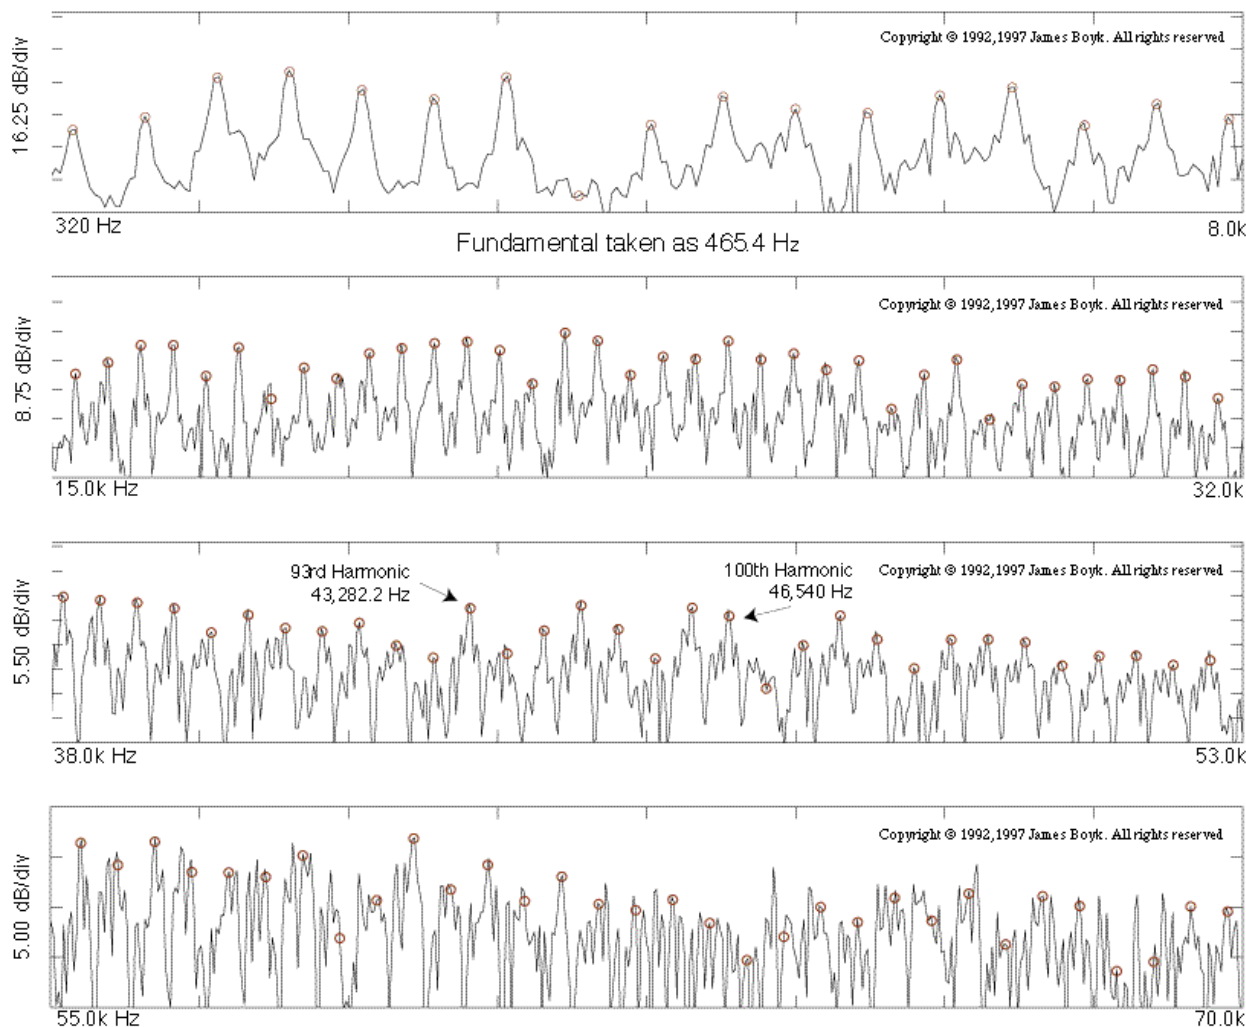 16.25 dB/div
Copyright © 1992,1997 James Boyk. All rights reserved
320 Hz
8.0k
Fundamental taken as 465.4 Hz
8.75 dB/div
Copyright © 1992,1997 James Boyk. All rights reserved
15.0k Hz
32.0k
5.50 dB/div
93rd Harmonic
43,282.2 Hz
100th Harmonic
46,540 Hz
Copyright © 1992,1997 James Boyk. All rights reserved
38.0k Hz
53.0k
5.00 dB/div
Copyright © 1992,1997 James Boyk. All rights reserved
55.0k Hz
70.0k